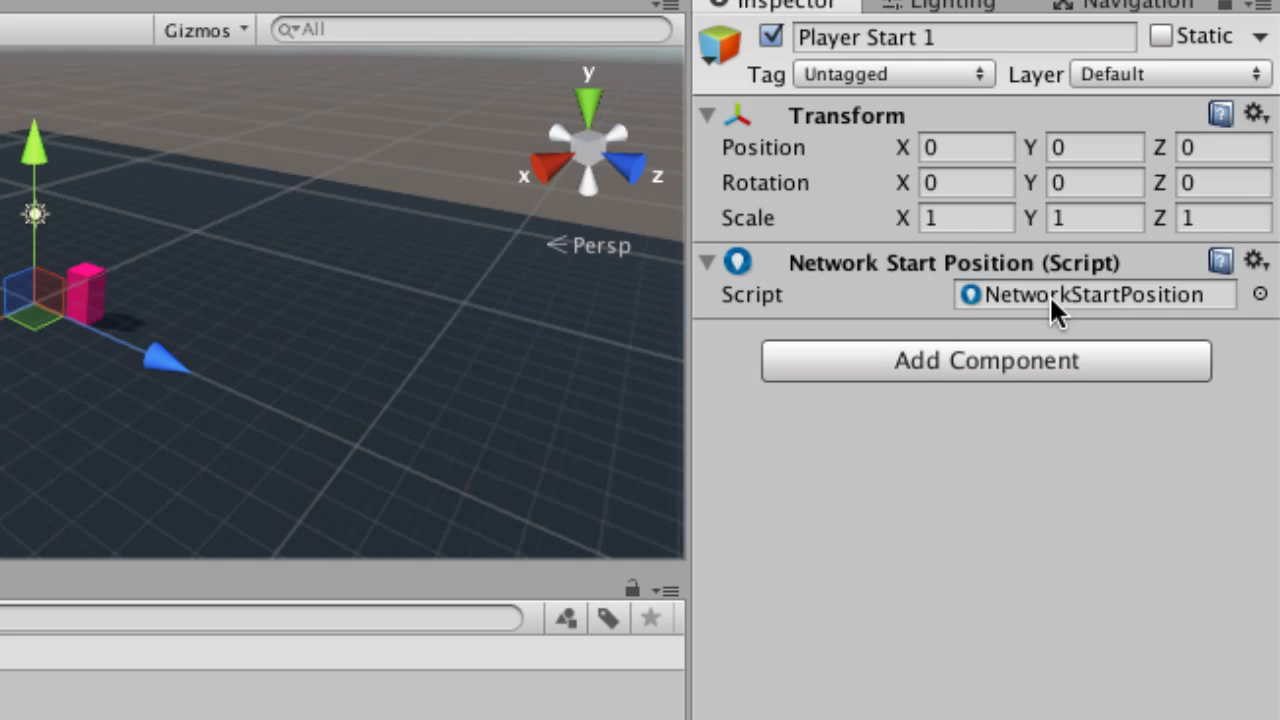 Inspector Lighting Navigation
Gizmos All
Player Start 1 Static
Tag Untagged Layer Default
Transform
Position X 0 Y 0 Z 0
Rotation X 0 Y 0 Z 0
Scale X 1 Y 1 Z 1
Network Start Position (Script)
Script NetworkStartPosition
Add Component
y
x z
Persp